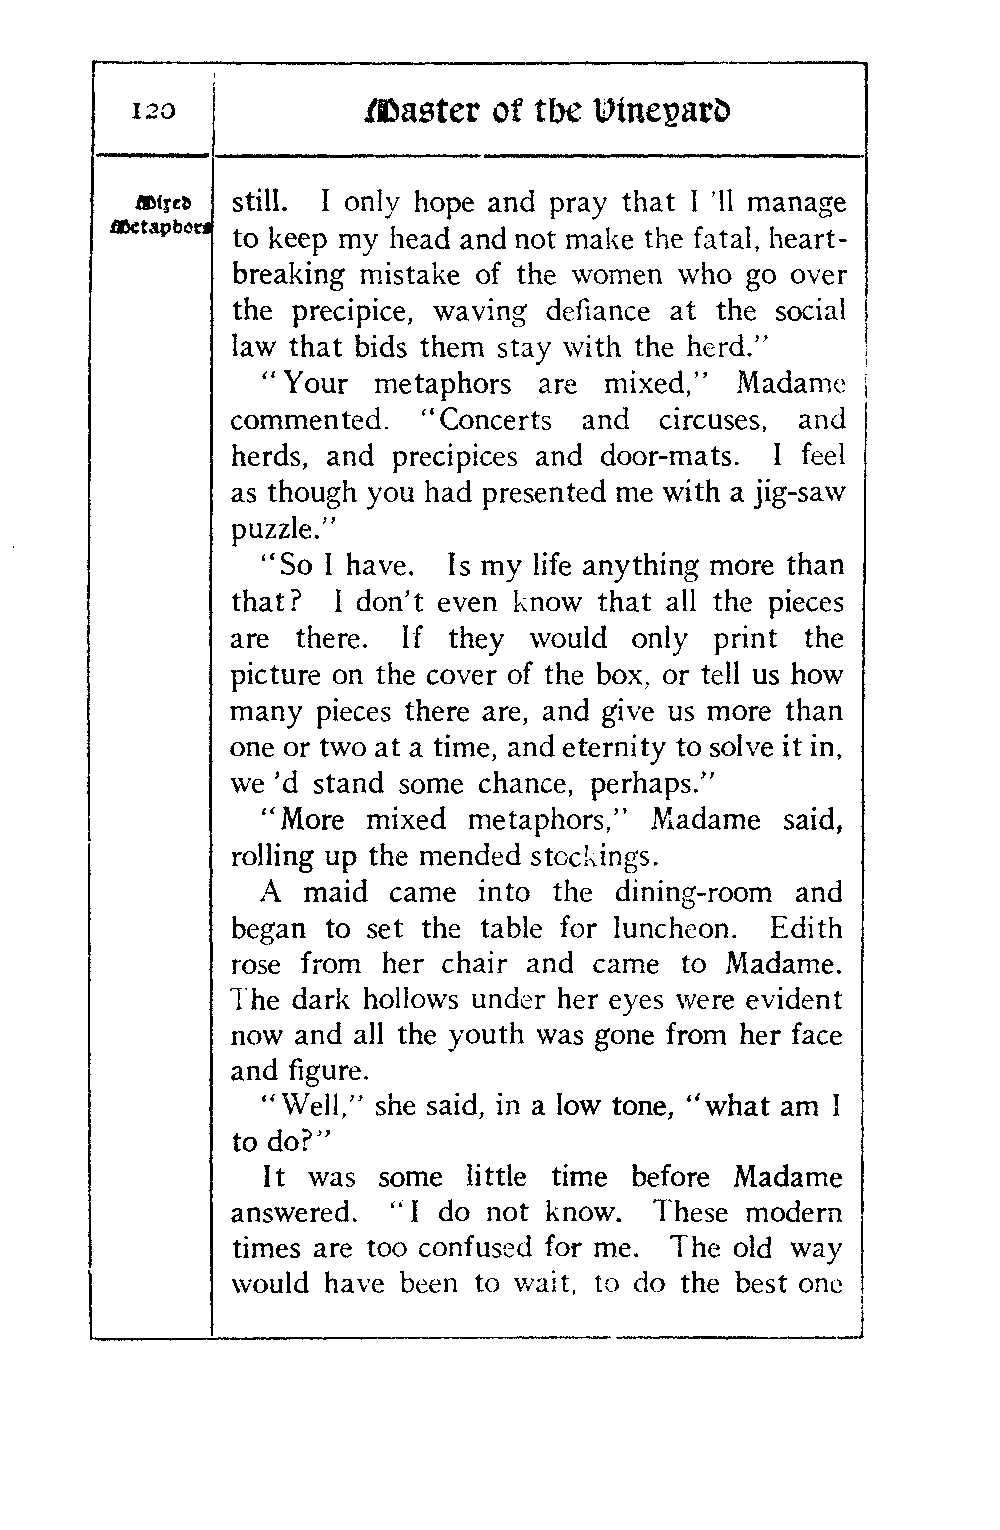 120
Master of the Vineyard
Mixed
Metaphors
still. I only hope and pray that I 'll manage
to keep my head and not make the fatal, heart-
breaking mistake of the women who go over
the precipice, waving defiance at the social
law that bids them stay with the herd."
"Your metaphors are mixed," Madame
commented. "Concerts and circuses, and
herds, and precipices and door-mats. I feel
as though you had presented me with a jig-saw
puzzle."
"So I have. Is my life anything more than
that? I don't even know that all the pieces
are there. If they would only print the
picture on the cover of the box, or tell us how
many pieces there are, and give us more than
one or two at a time, and eternity to solve it in,
we 'd stand some chance, perhaps."
"More mixed metaphors," Madame said,
rolling up the mended stockings.
A maid came into the dining-room and
began to set the table for luncheon. Edith
rose from her chair and came to Madame.
The dark hollows under her eyes were evident
now and all the youth was gone from her face
and figure.
"Well," she said, in a low tone, "what am I
to do?"
It was some little time before Madame
answered. "I do not know. These modern
times are too confused for me. The old way
would have been to wait, to do the best one